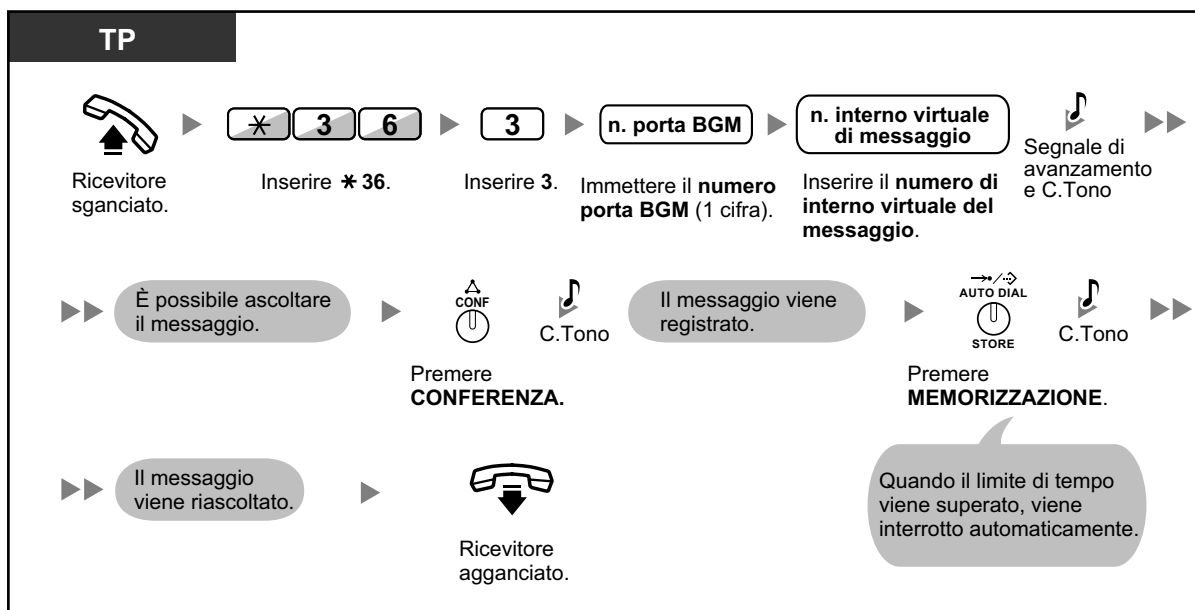 TP
✳ 3 6
3
n. porta BGM
n. interno virtuale
di messaggio
Ricevitore
sganciato.
Inserire ✳ 36.
Inserire 3.
Immettere il numero
porta BGM (1 cifra).
Inserire il numero di
interno virtuale del
messaggio.
Segnale di
avanzamento
e C.Tono
È possibile ascoltare
il messaggio.
CONF
Premere
CONFERENZA.
C.Tono
Il messaggio viene
registrato.
AUTO DIAL
STORE
Premere
MEMORIZZAZIONE.
C.Tono
Quando il limite di tempo
viene superato, viene
interrotto automaticamente.
Il messaggio
viene riascoltato.
Ricevitore
agganciato.